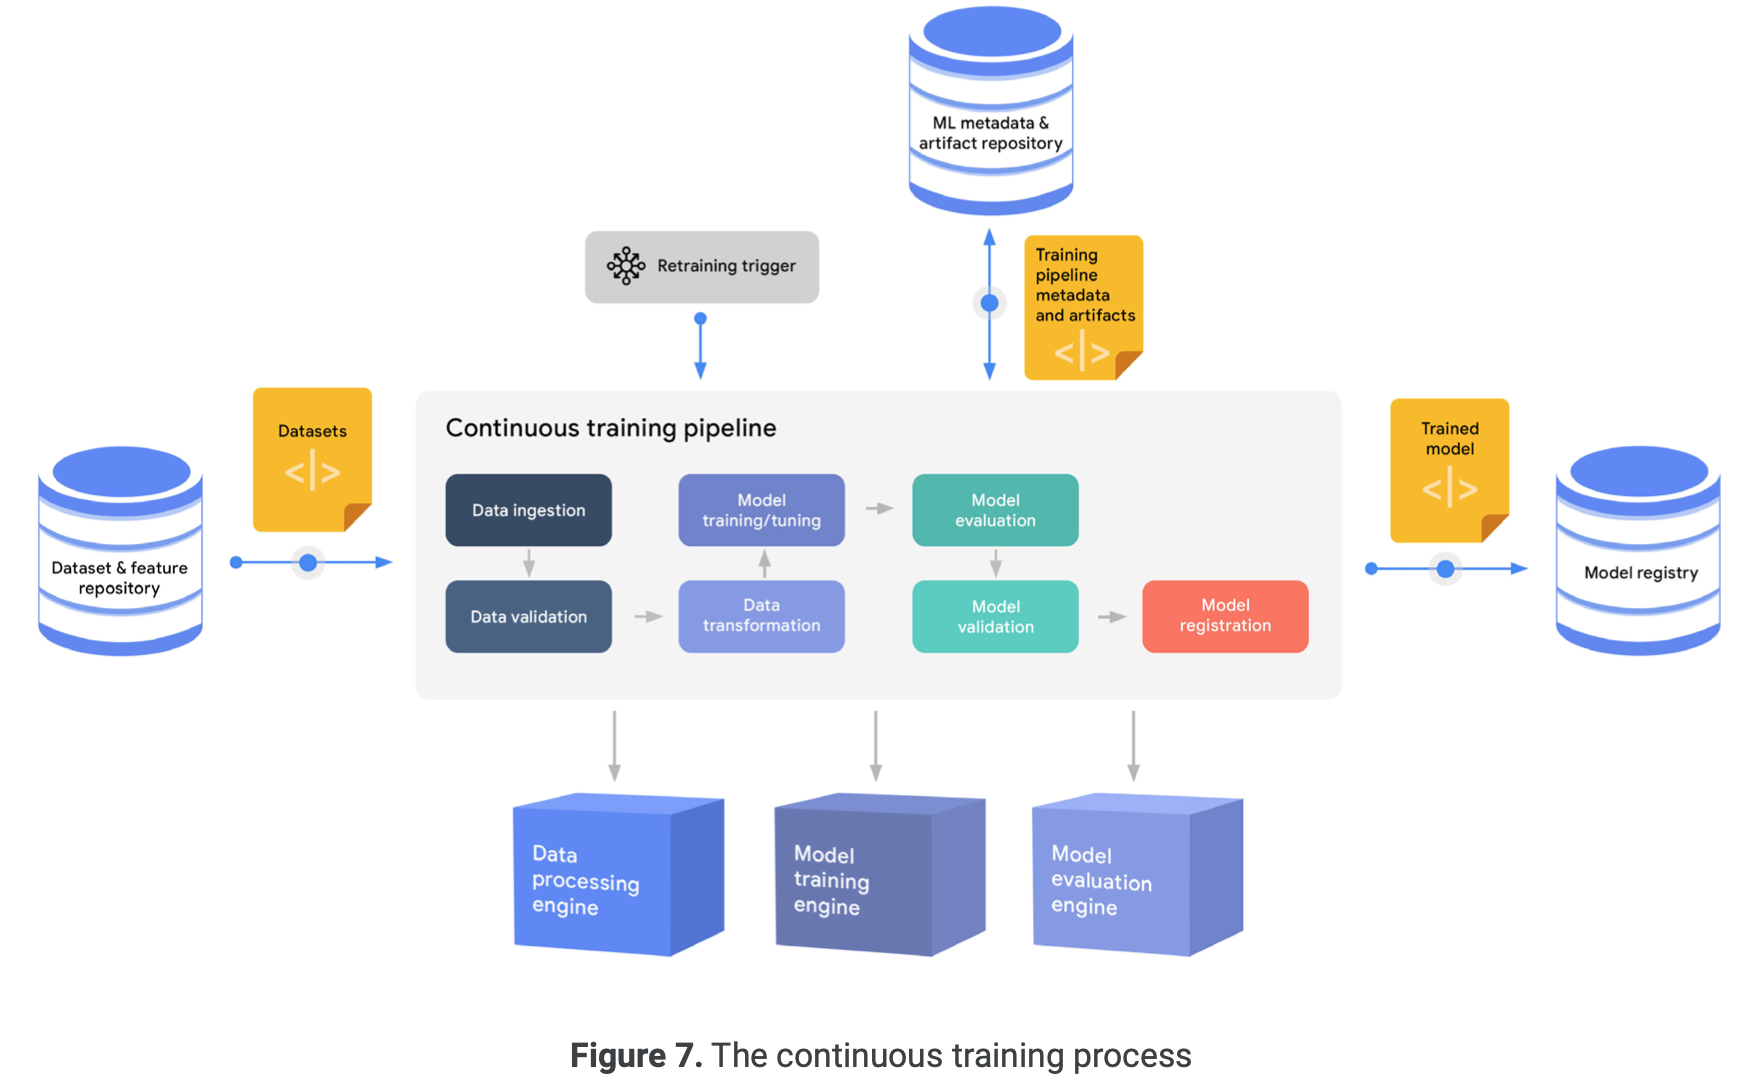 ML metadata &
artifact repository
Retraining trigger
Training
pipeline
metadata
and artifacts
<|>
Datasets
<|>
Dataset & feature
repository
Continuous training pipeline
Data ingestion
Model
training/tuning
Model
evaluation
Data validation
Data
transformation
Model
validation
Model
registration
Trained
model
<|>
Model registry
Data
processing
engine
Model
training
engine
Model
evaluation
engine
Figure 7. The continuous training process